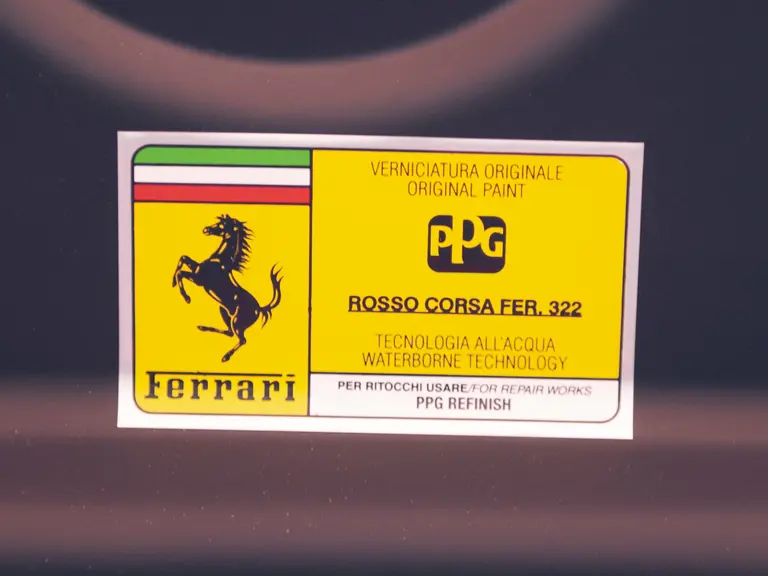 VERNICIATURA ORIGINALE
ORIGINAL PAINT
PPG
ROSSO CORSA FER. 322
TECNOLOGIA ALL'ACQUA
WATERBORNE TECHNOLOGY
Ferrari
PER RITOCCHI USARE/FOR REPAIR WORKS
PPG REFINISH